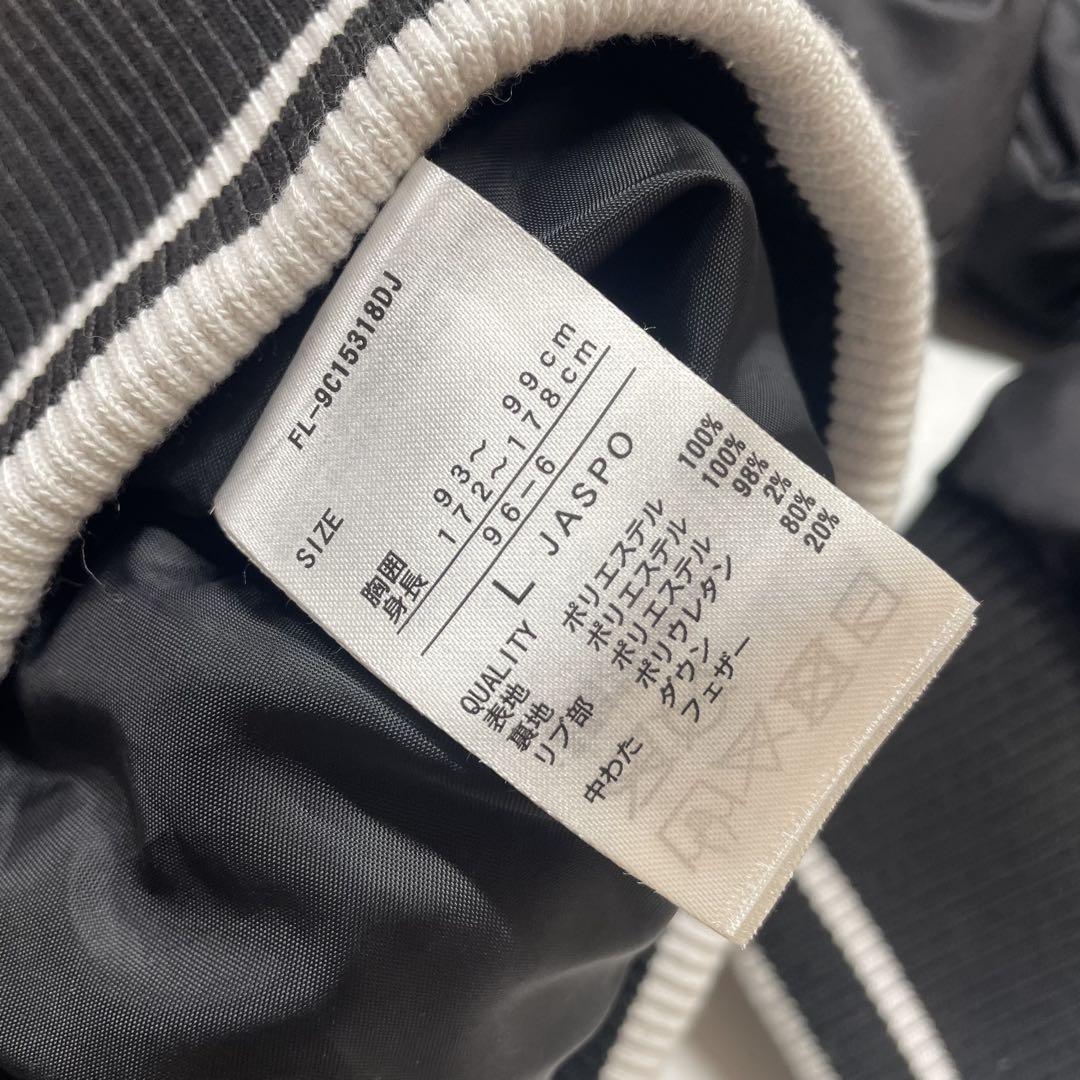 FL-9C15318DJ
SIZE
胸囲 93～ 99cm
身長 172～178cm
96-6
L JASPO
QUALITY
表地 ポリエステル 100%
裏地 ポリエステル 100%
リブ部 ポリエステル 98%
ポリウレタン 2%
中わた ダウン 80%
フェザー 20%